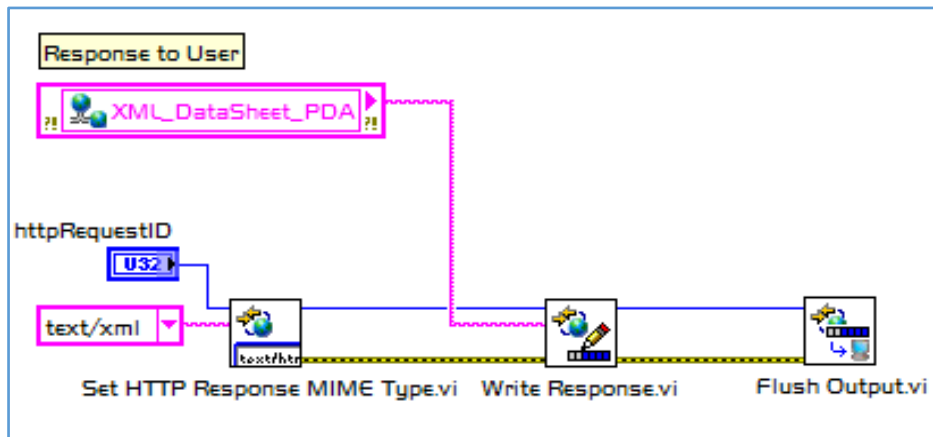 Response to User
?! XML_DataSheet_PDA ?!
httpRequestID
U32
text/xml
Set HTTP Response MIME Type.vi
Write Response.vi
Flush Output.vi